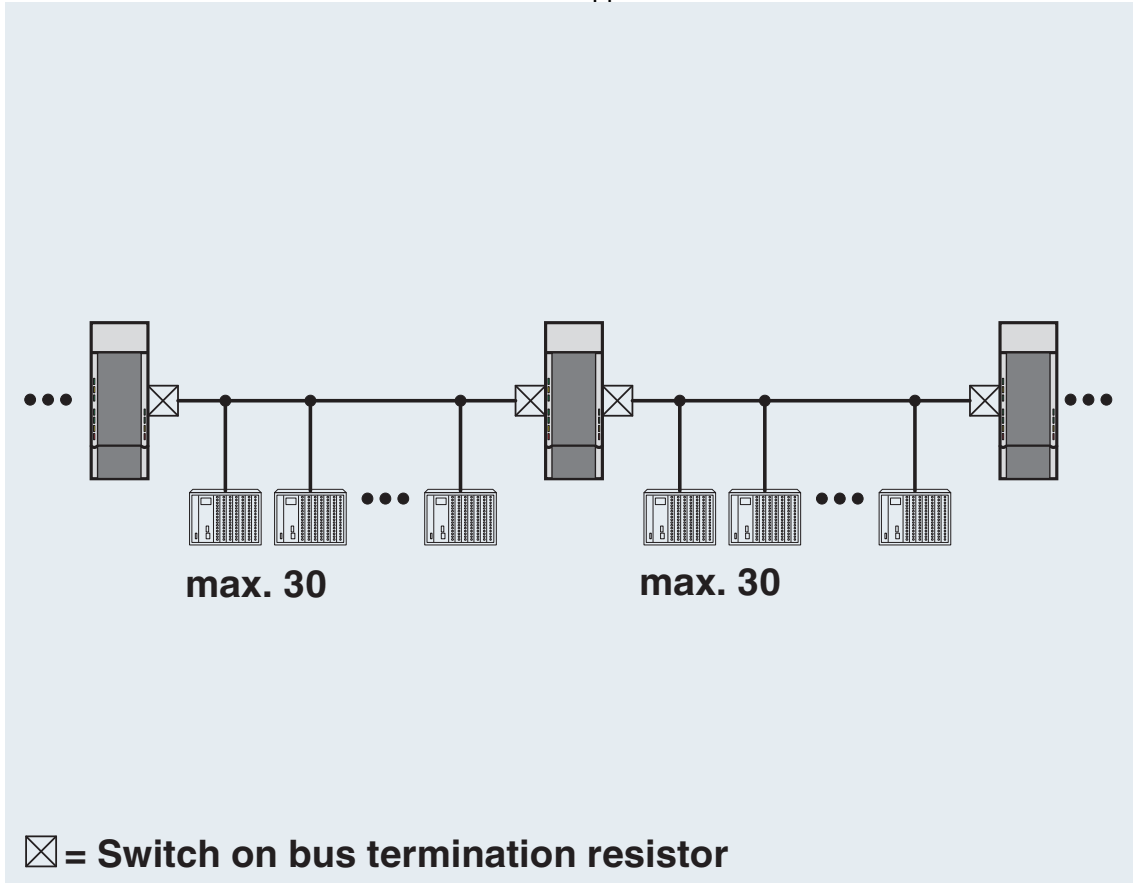 max. 30
max. 30
= Switch on bus termination resistor